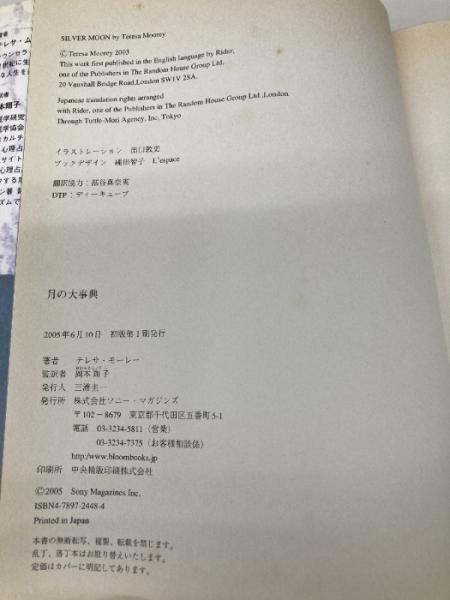 SILVER MOON by Teresa Moorey
©Teresa Moorey 2003
This work first published in the English language by Rider,
one of the Publishers in The Random House Group Ltd,
20 Vauxhall Bridge Road,London SW1V 2SA.
Japanese translation rights arranged
with Rider, one of the Publishers in The Random House Group Ltd.,London.
Through Tuttle-Mori Agency, Inc. Tokyo
イラストレーション 出口敦史
ブックデザイン 縄田智子 L'espace
翻訳協力：部谷真奈実
DTP：ディーキューブ
月の大事典
2005年6月10日 初版第1刷発行
著者 テレサ・モーレー
監訳者 岡本翔子
発行人 三浦圭一
発行所 株式会社ソニー・マガジンズ
〒102－8679 東京都千代田区五番町5-1
電話 03-3234-5811（営業）
03-3234-7375（お客様相談係）
http:/www.bloombooks.jp
印刷所 中央精版印刷株式会社
©2005 Sony Magazines Inc.
ISBN4-7897-2448-4
Printed in Japan
本書の無断転写、複製、転載を禁じます。
乱丁、落丁本はお取り替えいたします。
定価はカバーに明記してあります。